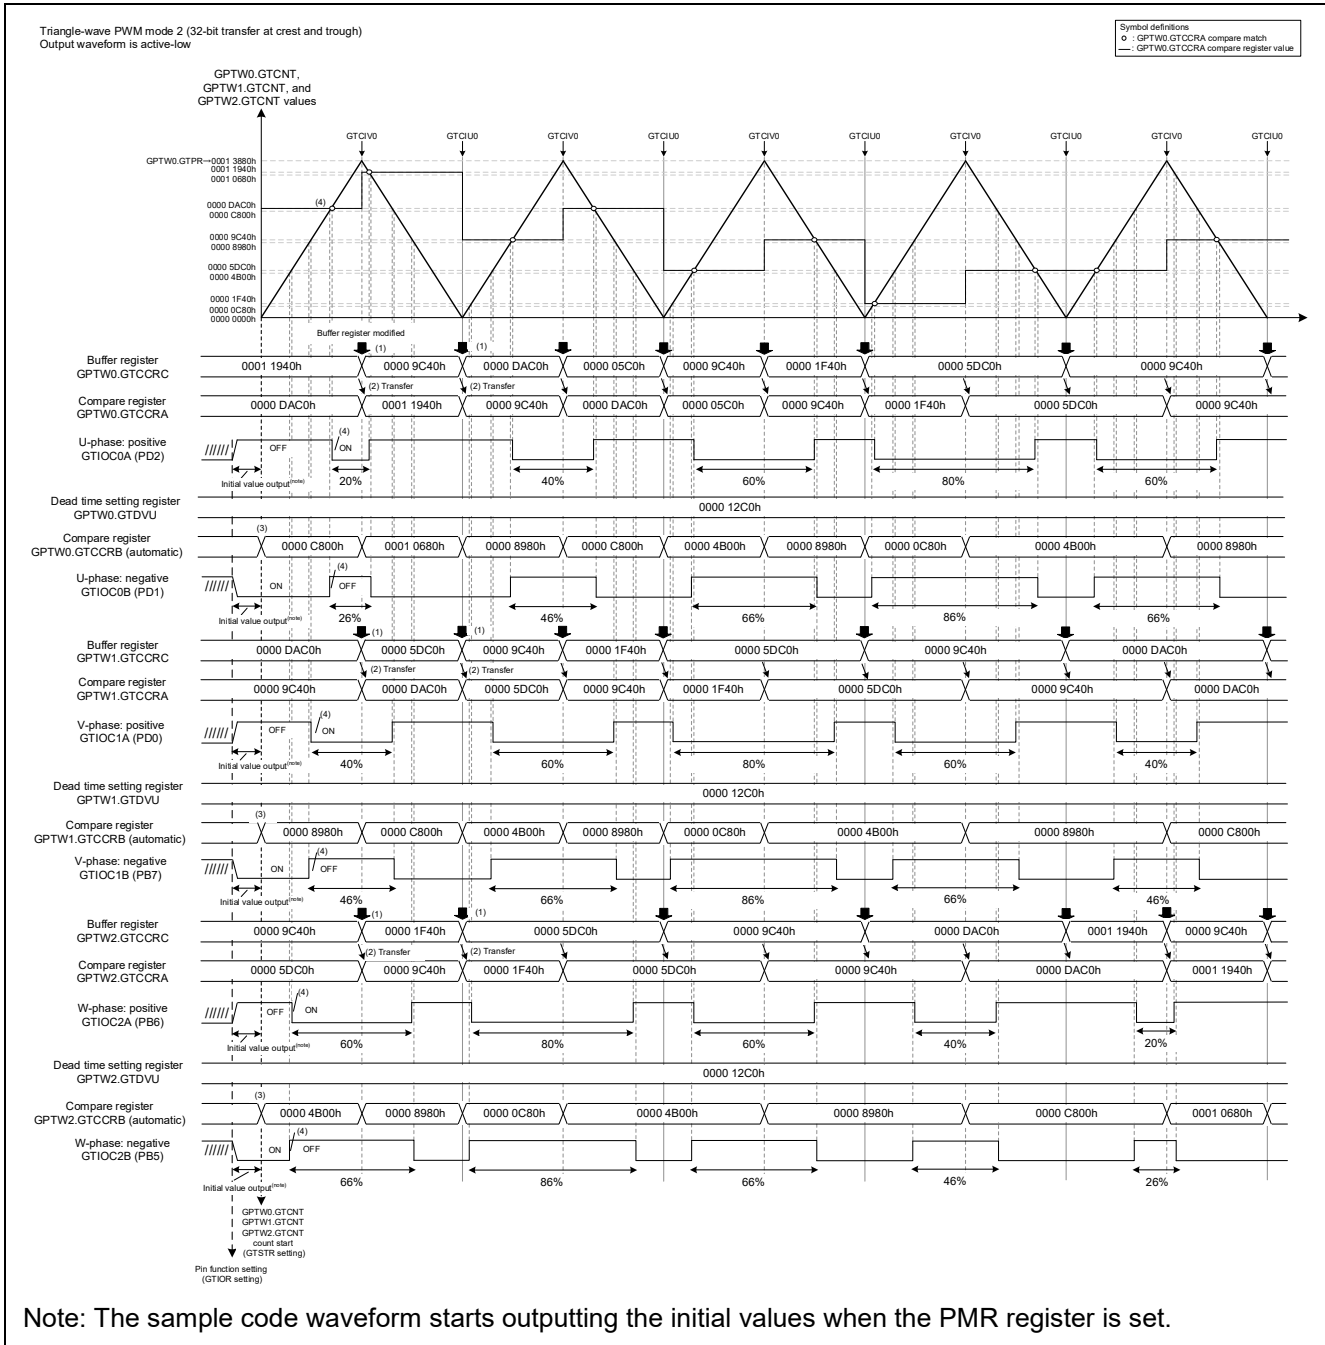 Triangle-wave PWM mode 2 (32-bit transfer at crest and trough)
Output waveform is active-low
Symbol definitions
: GPTW0.GTCCRA compare match
: GPTW0.GTCCRA compare register value
GPTW0.GTCNT,
GPTW1.GTCNT, and
GPTW2.GTCNT values
GTCIV0 GTCIU0 GTCIV0 GTCIU0 GTCIV0 GTCIU0 GTCIV0 GTCIU0 GTCIV0 GTCIU0
GPTW0.GTPR→0001 3880h
0001 1940h
0001 0680h
0000 DAC0h (4)
0000 C800h
0000 9C40h
0000 8980h
0000 5DC0h
0000 4B00h
0000 1F40h
0000 0C80h
0000 0000h
Buffer register modified
(1) (1)
Buffer register
GPTW0.GTCCRC
0001 1940h 0000 9C40h 0000 DAC0h 0000 05C0h 0000 9C40h 0000 1F40h 0000 5DC0h 0000 9C40h
(2) Transfer (2) Transfer
Compare register
GPTW0.GTCCRA
0000 DAC0h 0001 1940h 0000 9C40h 0000 DAC0h 0000 05C0h 0000 9C40h 0000 1F40h 0000 5DC0h 0000 9C40h
U-phase: positive
GTIOC0A (PD2)
OFF (4) ON
Initial value output(note) 20% 40% 60% 80% 60%
Dead time setting register
GPTW0.GTDVU
0000 12C0h
(3)
Compare register
GPTW0.GTCCRB (automatic)
0000 C800h 0001 0680h 0000 8980h 0000 C800h 0000 4B00h 0000 8980h 0000 0C80h 0000 4B00h 0000 8980h
U-phase: negative
GTIOC0B (PD1)
ON (4) OFF
Initial value output(note) 26% 46% 66% 86% 66%
(1) (1)
Buffer register
GPTW1.GTCCRC
0000 DAC0h 0000 5DC0h 0000 9C40h 0000 1F40h 0000 5DC0h 0000 9C40h 0000 DAC0h
(2) Transfer (2) Transfer
Compare register
GPTW1.GTCCRA
0000 9C40h 0000 DAC0h 0000 5DC0h 0000 9C40h 0000 1F40h 0000 5DC0h 0000 9C40h 0000 DAC0h
V-phase: positive
GTIOC1A (PD0)
OFF (4) ON
Initial value output(note) 40% 60% 80% 60% 40%
Dead time setting register
GPTW1.GTDVU
0000 12C0h
(3)
Compare register
GPTW1.GTCCRB (automatic)
0000 8980h 0000 C800h 0000 4B00h 0000 8980h 0000 0C80h 0000 4B00h 0000 8980h 0000 C800h
V-phase: negative
GTIOC1B (PB7)
ON (4) OFF
Initial value output(note) 46% 66% 86% 66% 46%
(1) (1)
Buffer register
GPTW2.GTCCRC
0000 9C40h 0000 1F40h 0000 5DC0h 0000 9C40h 0000 DAC0h 0001 1940h 0000 9C40h
(2) Transfer (2) Transfer
Compare register
GPTW2.GTCCRA
0000 5DC0h 0000 9C40h 0000 1F40h 0000 5DC0h 0000 9C40h 0000 DAC0h 0001 1940h
W-phase: positive
GTIOC2A (PB6)
OFF (4) ON
Initial value output(note) 60% 80% 60% 40% 20%
Dead time setting register
GPTW2.GTDVU
0000 12C0h
(3)
Compare register
GPTW2.GTCCRB (automatic)
0000 4B00h 0000 8980h 0000 0C80h 0000 4B00h 0000 8980h 0000 C800h 0001 0680h
W-phase: negative
GTIOC2B (PB5)
ON (4) OFF
Initial value output(note) 66% 86% 66% 46% 26%
GPTW0.GTCNT
GPTW1.GTCNT
GPTW2.GTCNT
count start
(GTSTR setting)
Pin function setting
(GTIOR setting)
Note: The sample code waveform starts outputting the initial values when the PMR register is set.